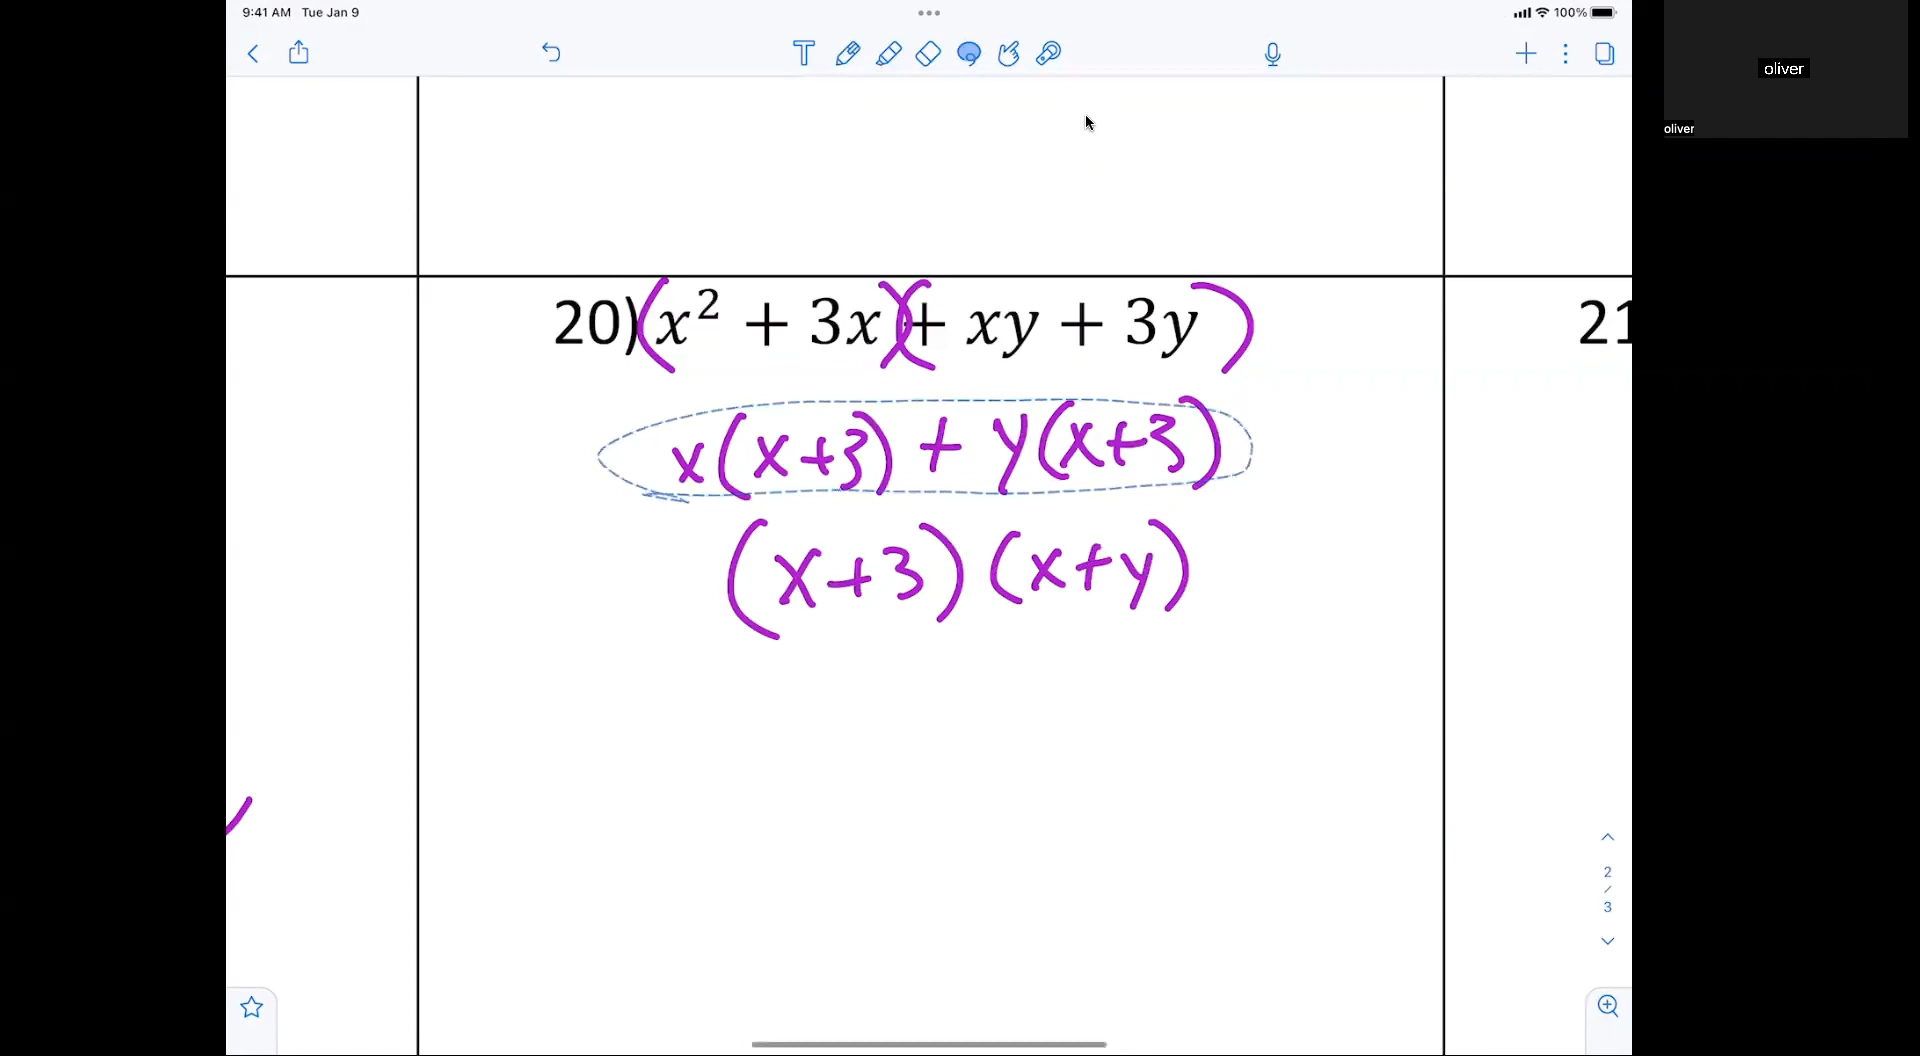 9:41 AM Tue Jan 9
100%
oliver
oliver
20)(x² + 3x)(+ xy + 3y)
21
x(x+3) + y(x+3)
(x+3)(x+y)
2
/
3